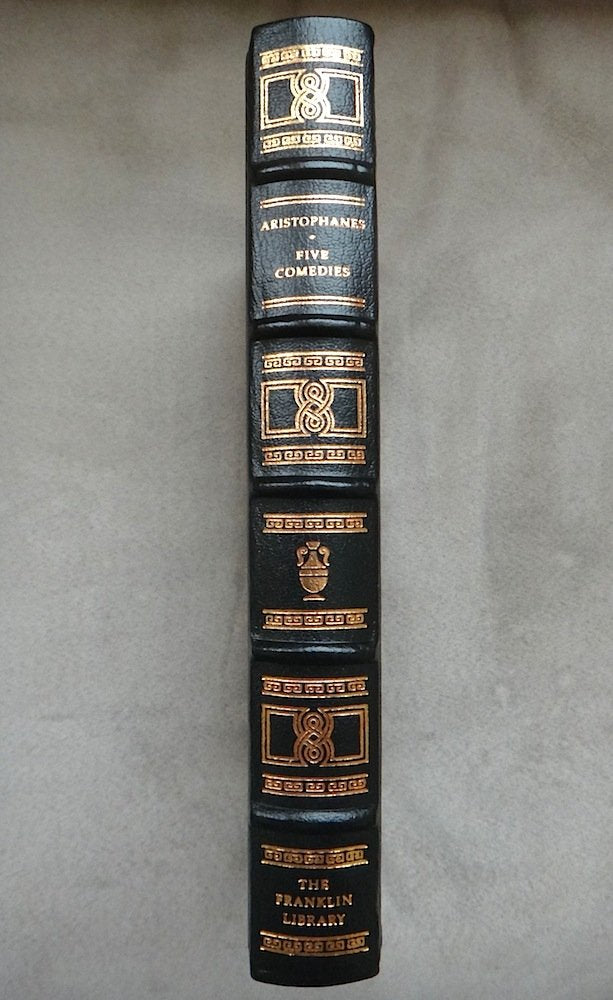 ARISTOPHANES
•
FIVE
COMEDIES
THE
FRANKLIN
LIBRARY